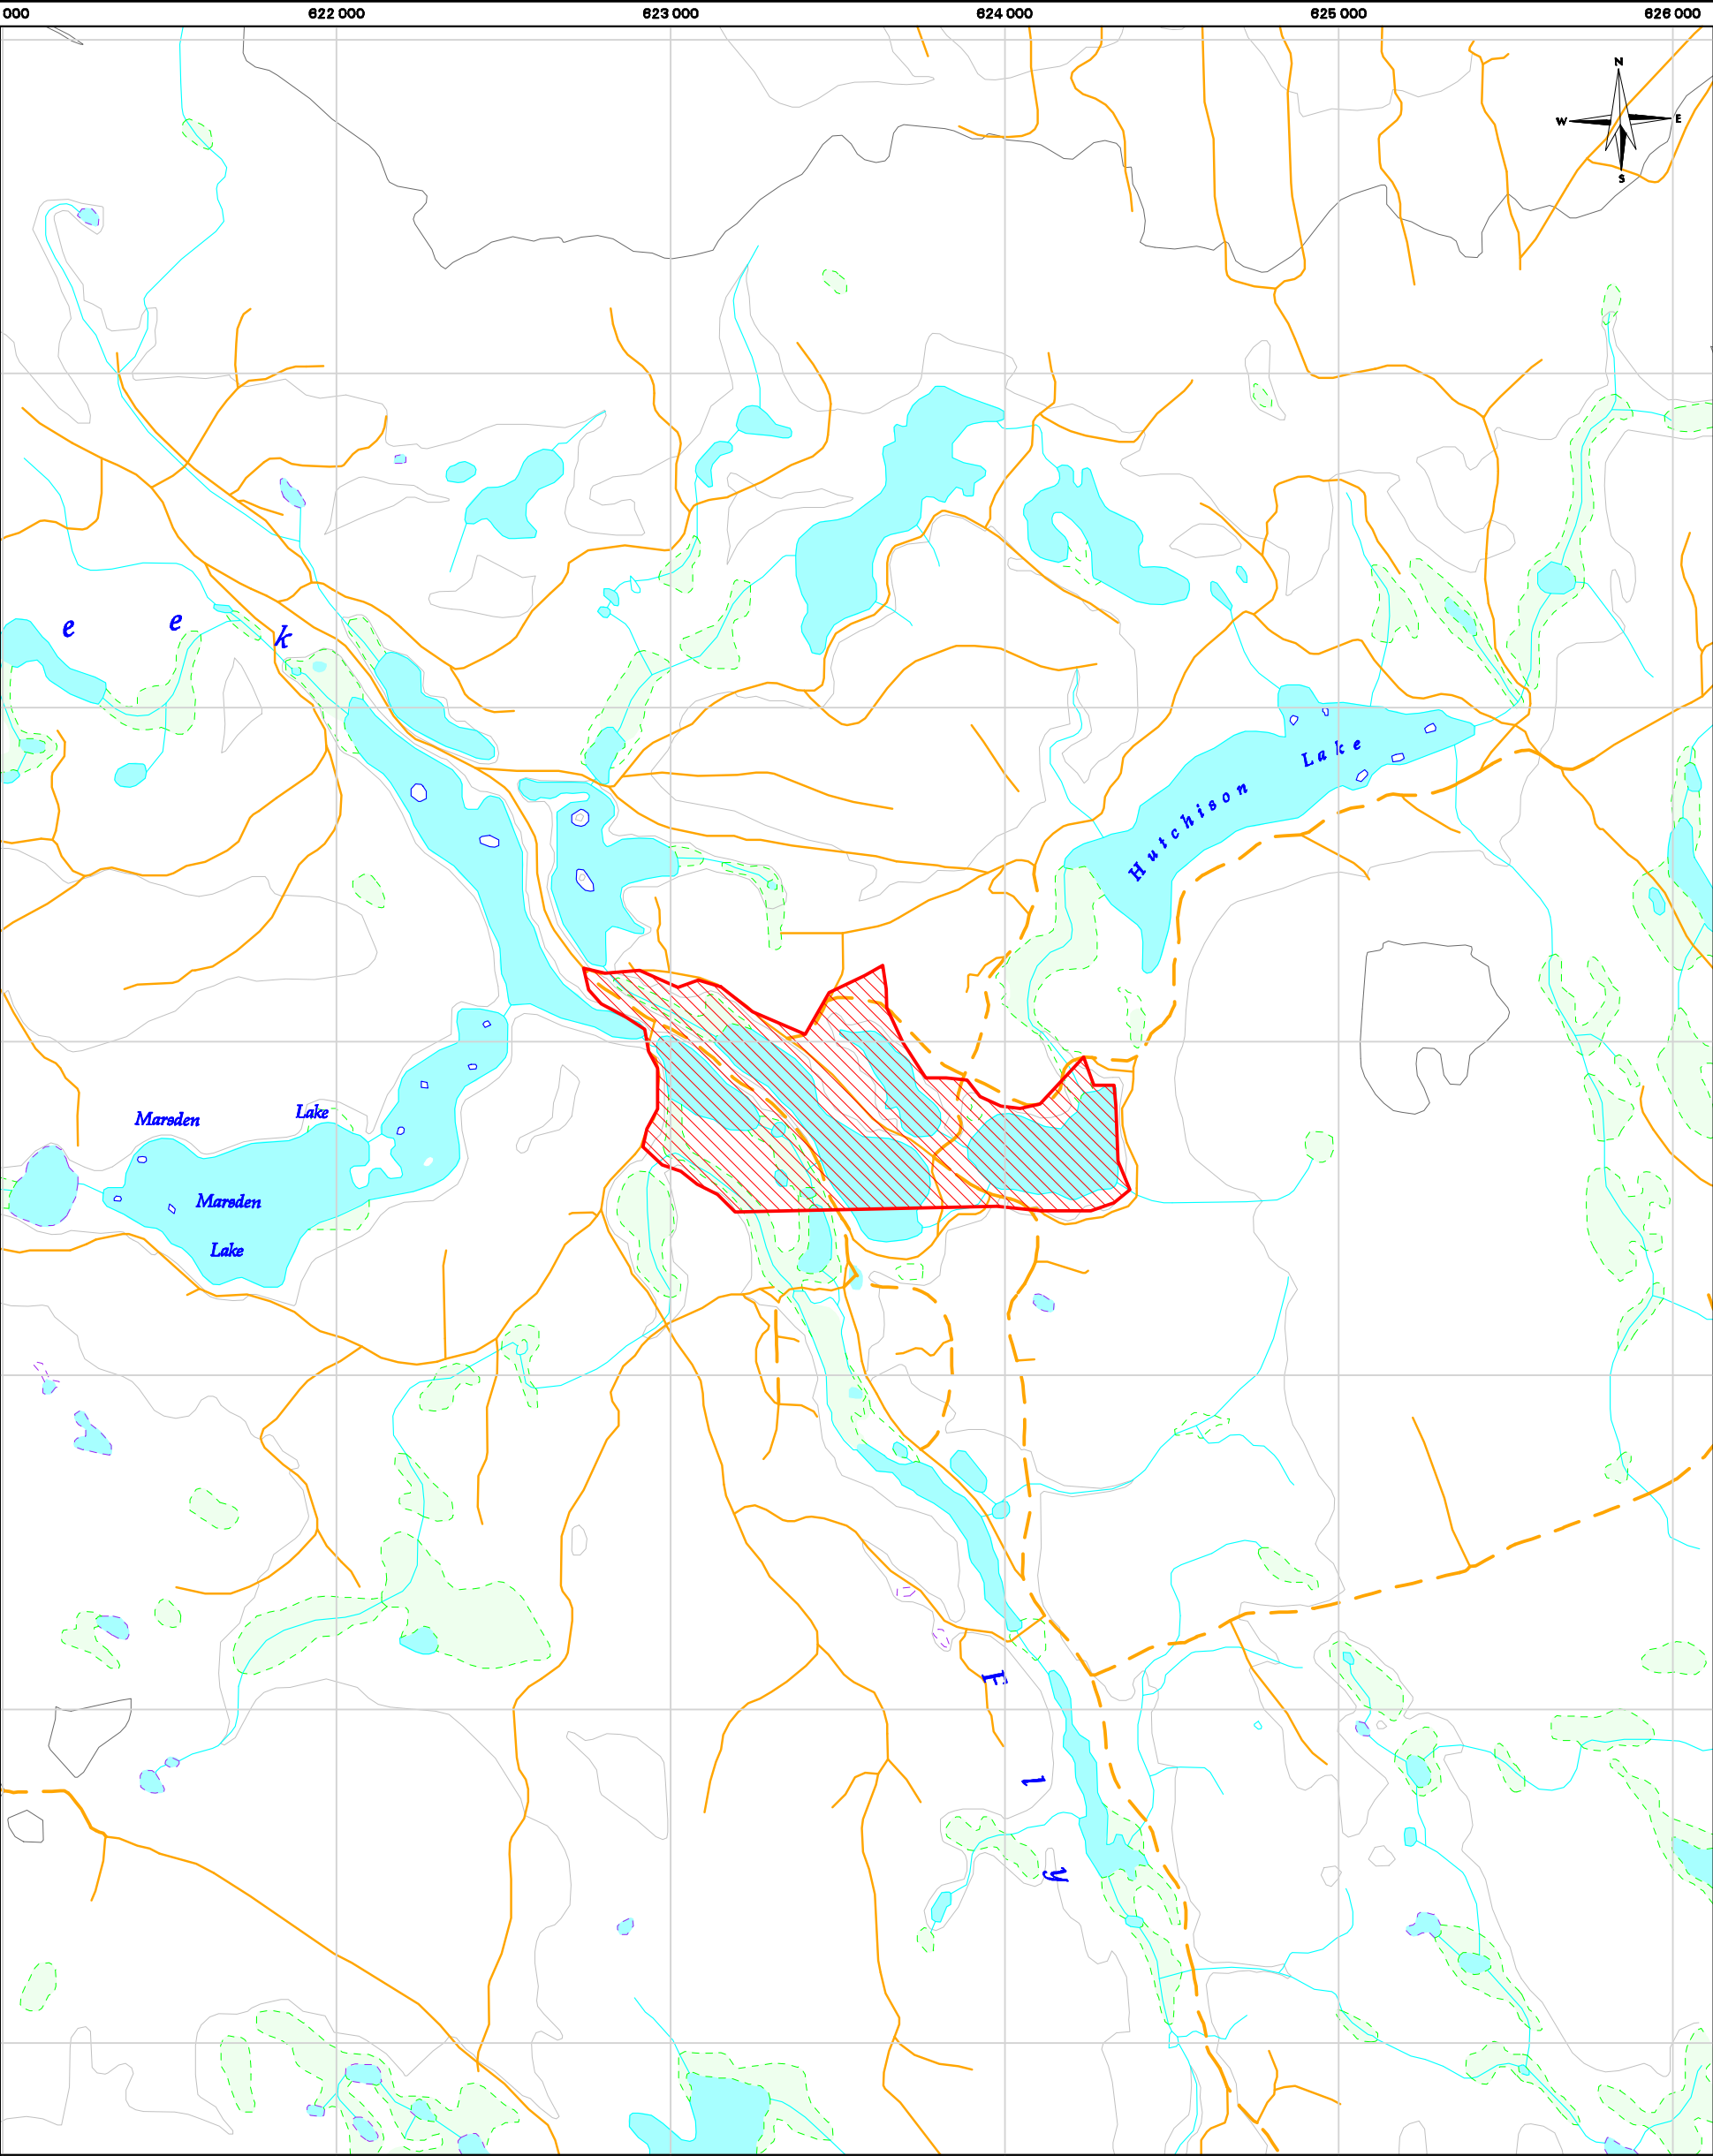 000 622 000 623 000 624 000 625 000 626 000
N
W E
S
e e k
Hutchison Lake
Marsden Lake
Marsden
Lake
F l y